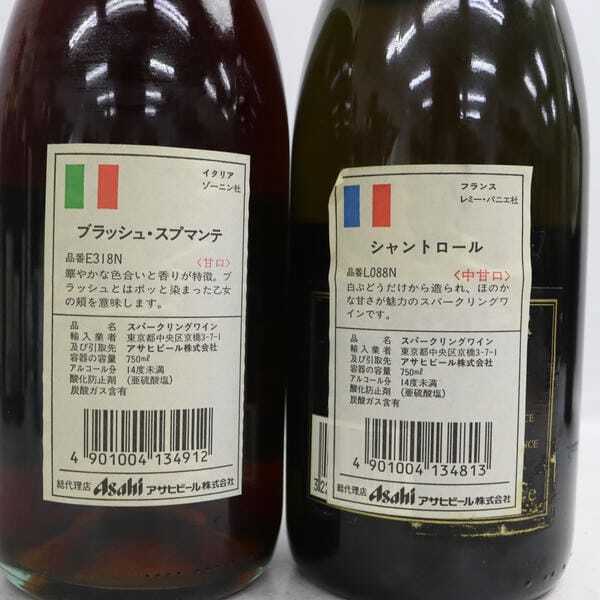 イタリア
ゾーニン社
ブラッシュ・スプマンテ
品番E318N
〈甘口〉
華やかな色合いと香りが特徴。ブ
ラッシュとはポッと染まった乙女
の頬を意味します。
品名 スパークリングワイン
輸入業者 東京都中央区京橋3-7-1
及び引取先 アサヒビール株式会社
容器の容量 750mℓ
アルコール分 14度未満
酸化防止剤 (亜硫酸塩)
炭酸ガス含有
4 901004 134912
総代理店 Asahi アサヒビール株式会社
フランス
レミー・パニエ社
シャントロール
品番L088N
〈中甘口〉
白ぶどうだけから造られ、ほのか
な甘さが魅力のスパークリングワ
インです。
品名 スパークリングワイン
輸入業者 東京都中央区京橋3-7-1
及び引取先 アサヒビール株式会社
容器の容量 750mℓ
アルコール分 14度未満
酸化防止剤 (亜硫酸塩)
炭酸ガス含有
4 901004 134813
総代理店 Asahi アサヒビール株式会社